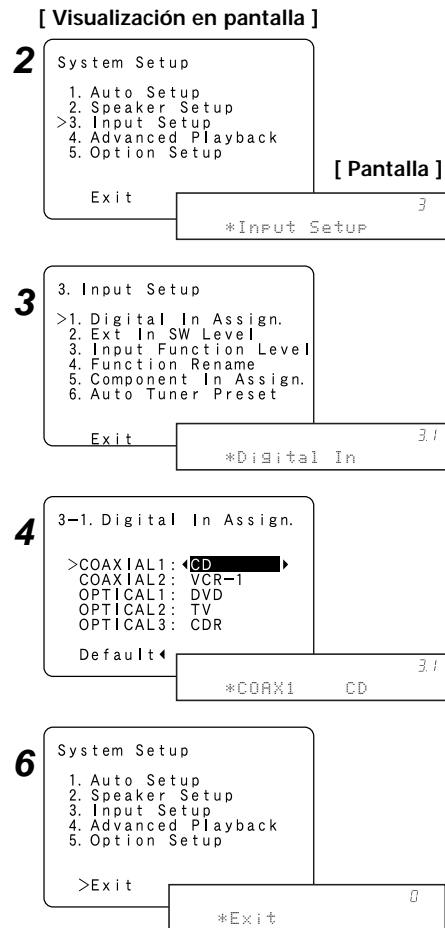 [ Visualización en pantalla ]
2
System Setup
1. Auto Setup
2. Speaker Setup
>3. Input Setup
4. Advanced Playback
5. Option Setup
Exit
[ Pantalla ]
3
*Input Setup
3
3. Input Setup
>1. Digital In Assign.
2. Ext In SW Level
3. Input Function Level
4. Function Rename
5. Component In Assign.
6. Auto Tuner Preset
Exit
3.1
*Digital In
4
3-1. Digital In Assign.
>COAXIAL1: CD
COAXIAL2: VCR-1
OPTICAL1: DVD
OPTICAL2: TV
OPTICAL3: CDR
Default
3.1
*COAX1 CD
6
System Setup
1. Auto Setup
2. Speaker Setup
3. Input Setup
4. Advanced Playback
5. Option Setup
>Exit
0
*Exit